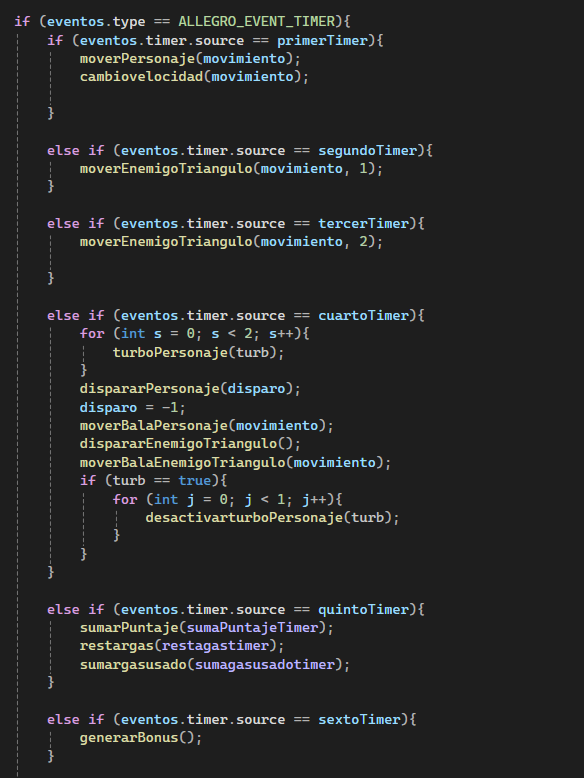 if (eventos.type == ALLEGRO_EVENT_TIMER){
if (eventos.timer.source == primerTimer){
moverPersonaje(movimiento);
cambiovelocidad(movimiento);
}
else if (eventos.timer.source == segundoTimer){
moverEnemigoTriangulo(movimiento, 1);
}
else if (eventos.timer.source == tercerTimer){
moverEnemigoTriangulo(movimiento, 2);
}
else if (eventos.timer.source == cuartoTimer){
for (int s = 0; s < 2; s++){
turboPersonaje(turb);
}
dispararPersonaje(disparo);
disparo = -1;
moverBalaPersonaje(movimiento);
dispararEnemigoTriangulo();
moverBalaEnemigoTriangulo(movimiento);
if (turb == true){
for (int j = 0; j < 1; j++){
desactivarturboPersonaje(turb);
}
}
}
else if (eventos.timer.source == quintoTimer){
sumarPuntaje(sumaPuntajeTimer);
restargas(restagastimer);
sumargasusado(sumagasusadotimer);
}
else if (eventos.timer.source == sextoTimer){
generarBonus();
}